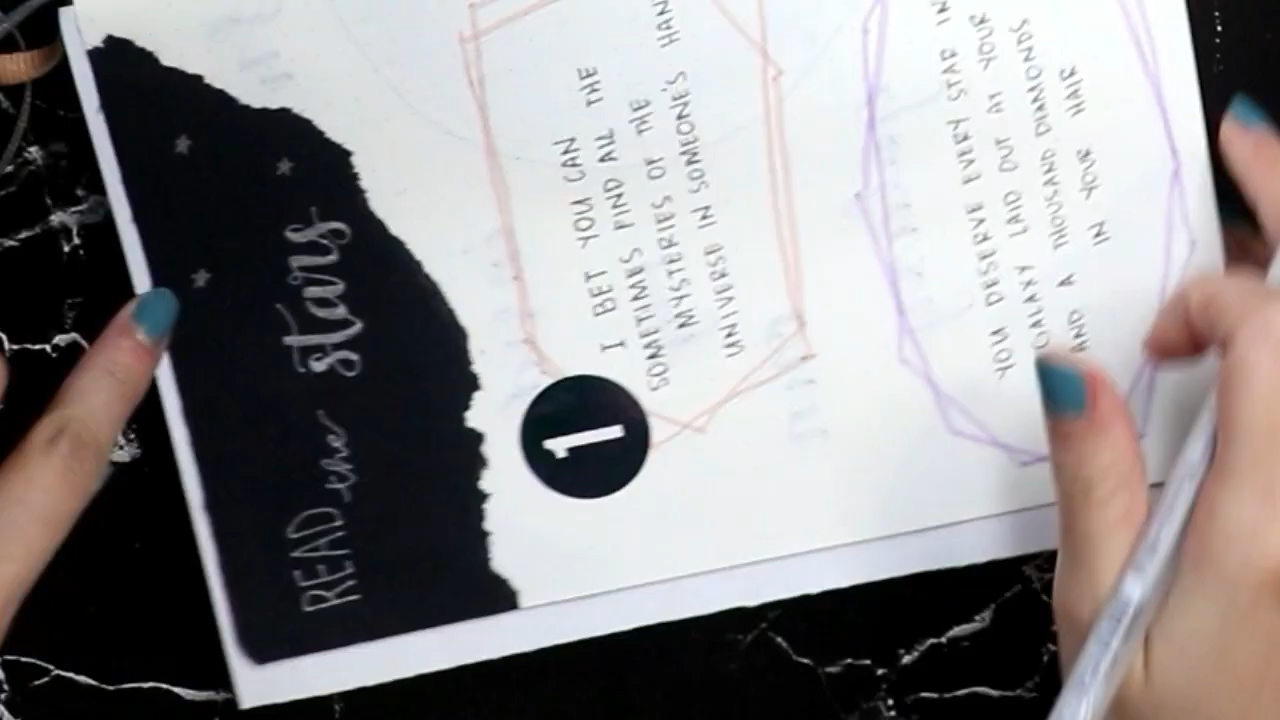 READ the stars
1
I BET YOU CAN
SOMETIMES FIND ALL THE
MYSTERIES OF THE
UNIVERSE IN SOMEONE'S HAN
YOU DESERVE EVERY STAR IN
GALAXY LAID OUT AT YOUR
AND A THOUSAND DIAMONDS
IN YOUR HAIR